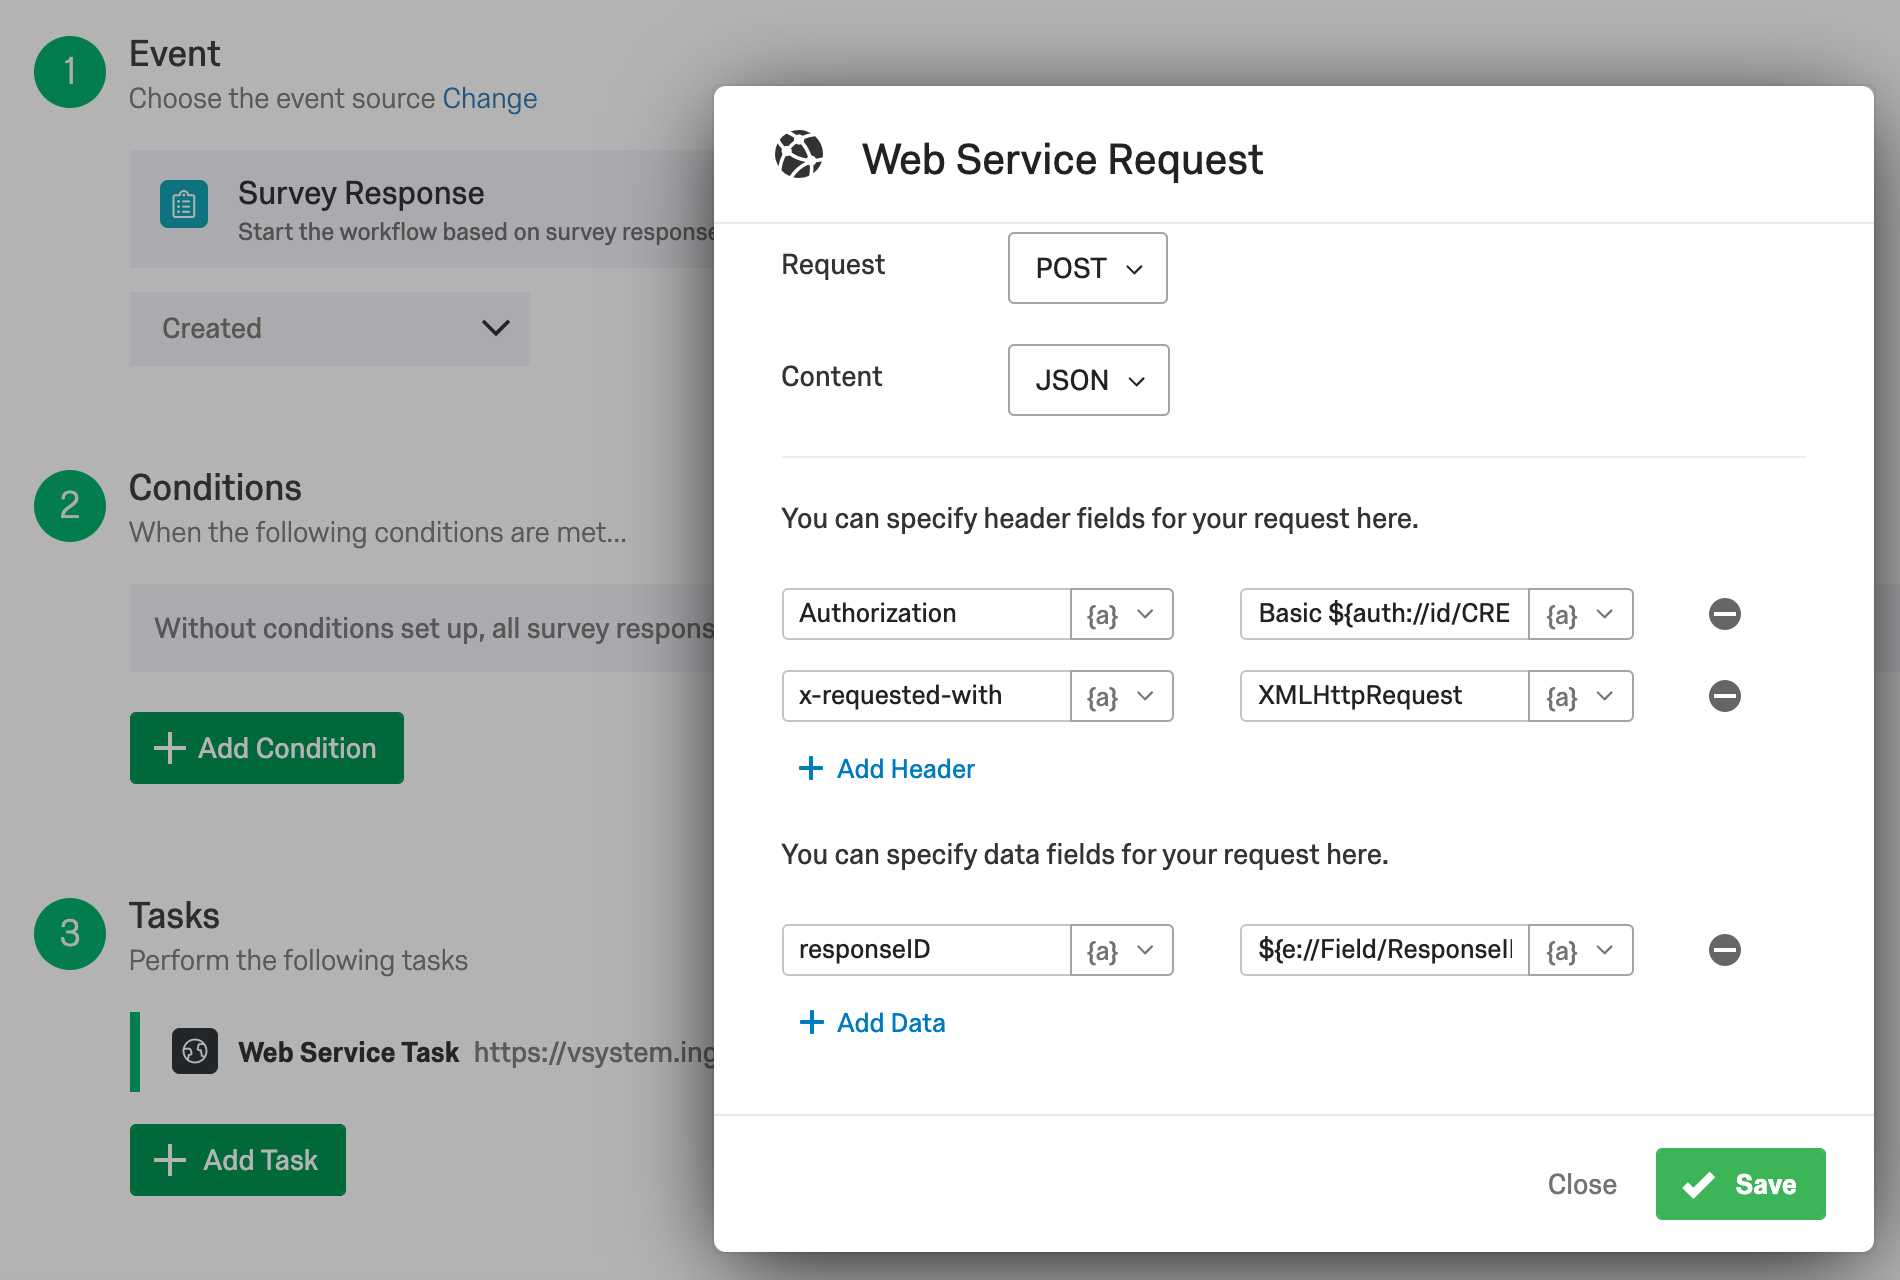 1
Event
Choose the event source Change
Survey Response
Start the workflow based on survey response
Created
2
Conditions
When the following conditions are met...
Without conditions set up, all survey respons
Add Condition
3
Tasks
Perform the following tasks
Web Service Task https://vsystem.ing
Add Task
Web Service Request
Request POST
Content JSON
You can specify header fields for your request here.
Authorization {a} Basic ${auth://id/CRE {a}
x-requested-with {a} XMLHttpRequest {a}
Add Header
You can specify data fields for your request here.
responseID {a} ${e://Field/ResponseI {a}
Add Data
Close Save